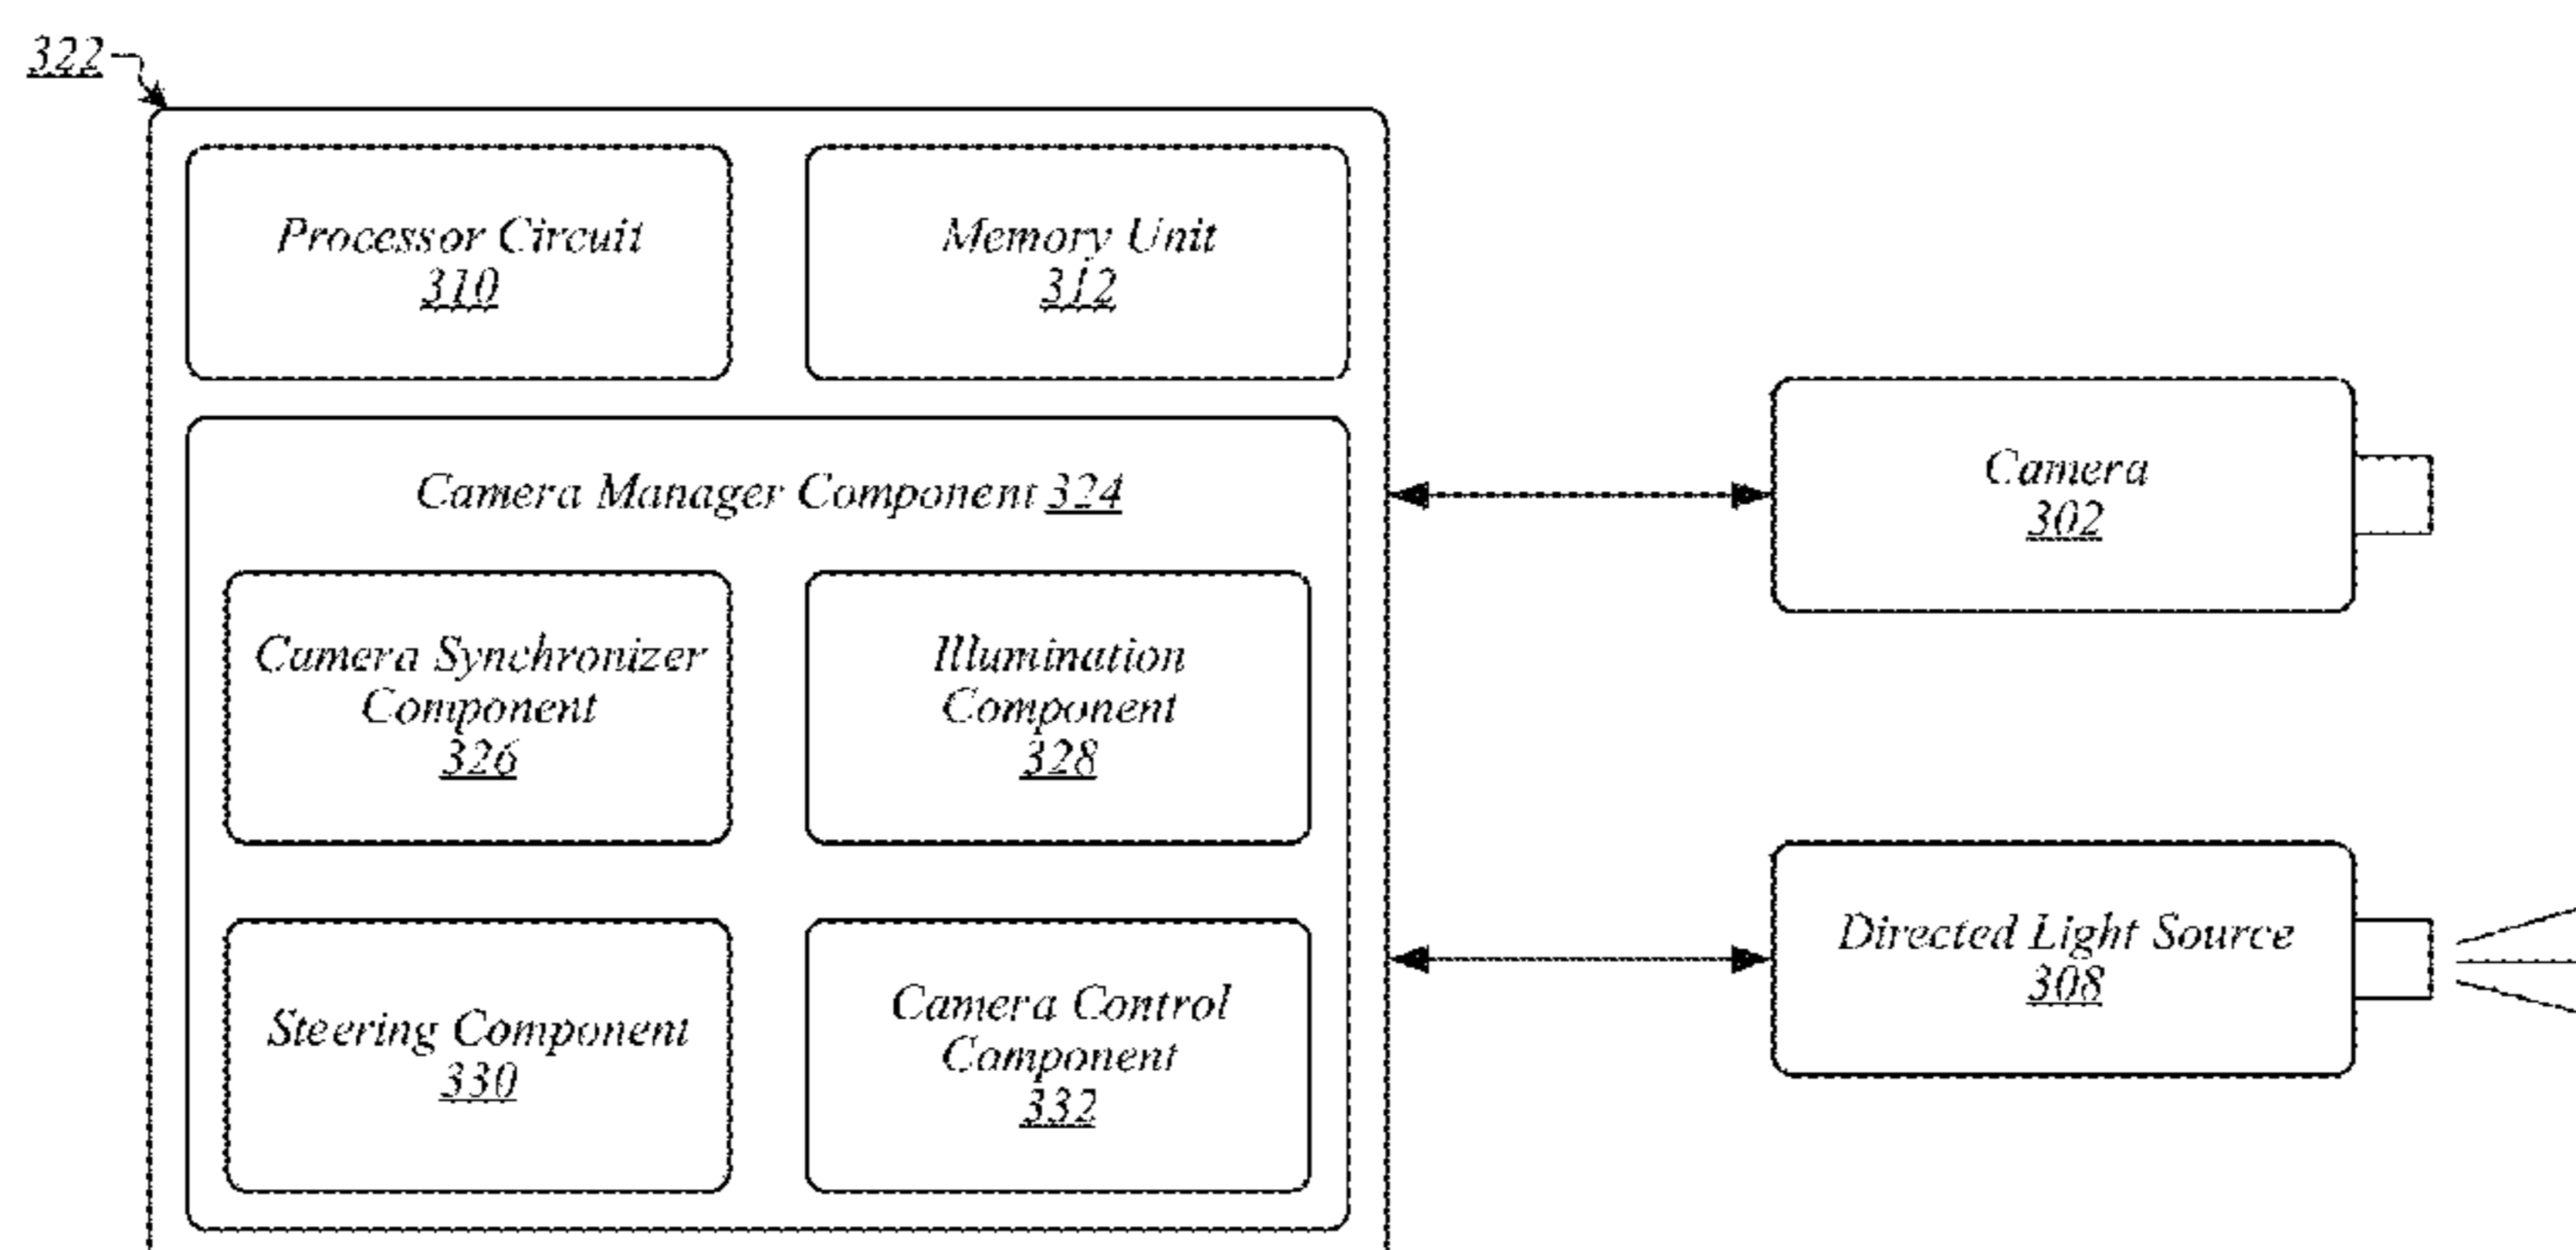 322
Processor Circuit
310
Memory Unit
312
Camera Manager Component 324
Camera Synchronizer
Component
326
Illumination
Component
328
Steering Component
330
Camera Control
Component
332
Camera
302
Directed Light Source
308